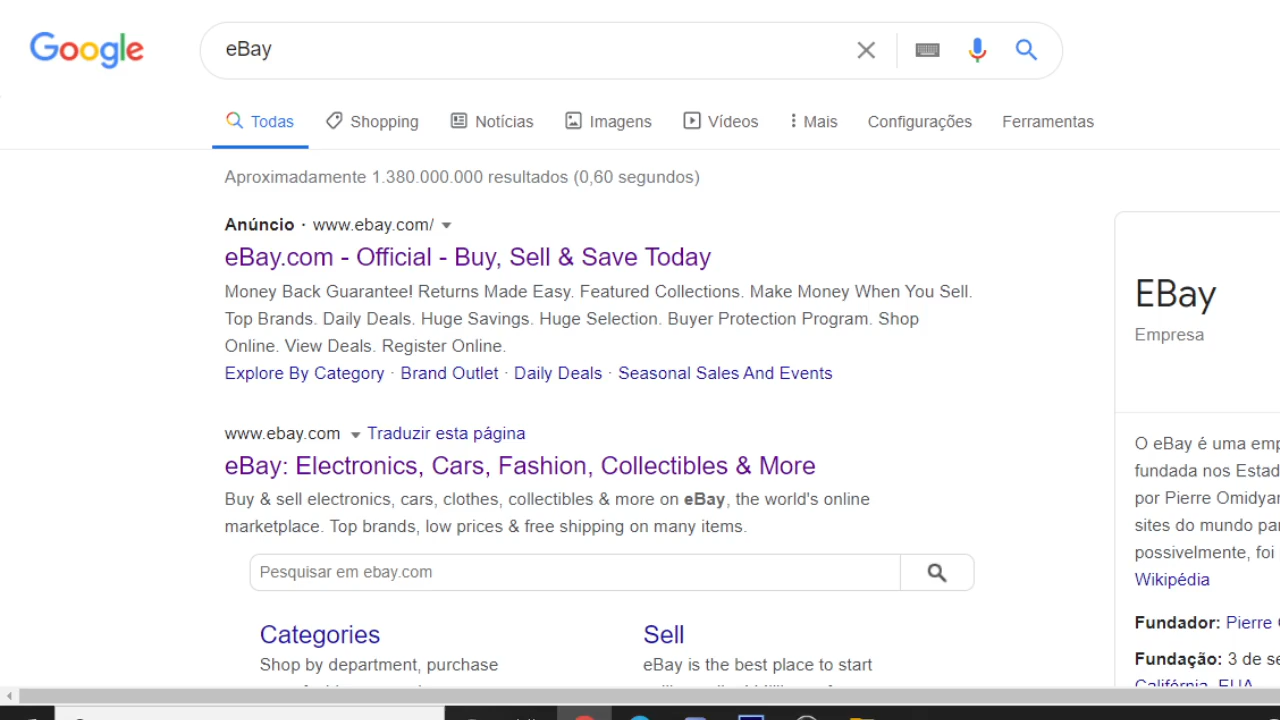 Google
eBay
Todas
Shopping
Notícias
Imagens
Vídeos
Mais
Configurações
Ferramentas
Aproximadamente 1.380.000.000 resultados (0,60 segundos)
Anúncio · www.ebay.com/
eBay.com - Official - Buy, Sell & Save Today
Money Back Guarantee! Returns Made Easy. Featured Collections. Make Money When You Sell.
Top Brands. Daily Deals. Huge Savings. Huge Selection. Buyer Protection Program. Shop
Online. View Deals. Register Online.
Explore By Category · Brand Outlet · Daily Deals · Seasonal Sales And Events
www.ebay.com Traduzir esta página
eBay: Electronics, Cars, Fashion, Collectibles & More
Buy & sell electronics, cars, clothes, collectibles & more on eBay, the world's online
marketplace. Top brands, low prices & free shipping on many items.
Pesquisar em ebay.com
Categories
Shop by department, purchase
Sell
eBay is the best place to start
EBay
Empresa
O eBay é uma
fundada nos
por Pierre
sites do mundo
possivelmente, foi
Wikipédia
Fundador: Pierre
Fundação: 3 de
Califórnia, EUA